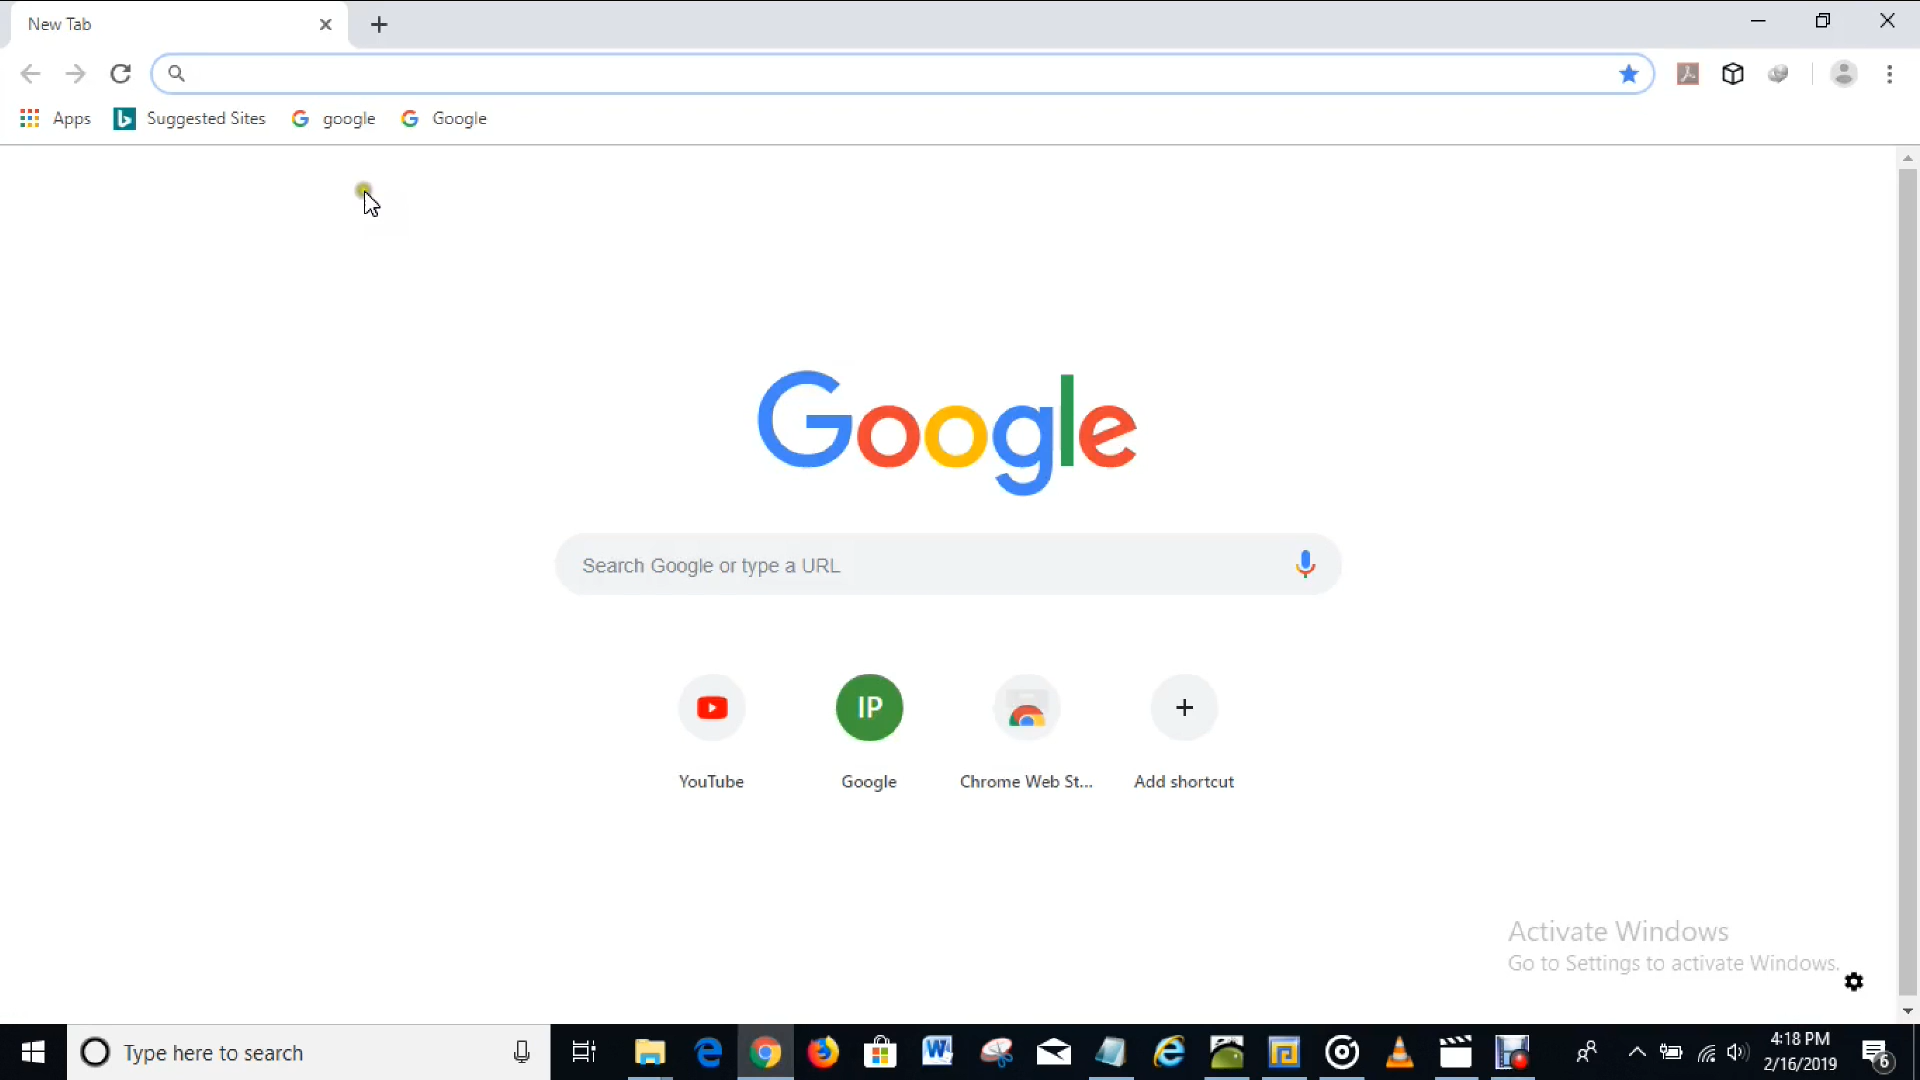 New Tab
Apps
Suggested Sites
google
Google
Google
Search Google or type a URL
IP
YouTube
Google
Chrome Web St...
Add shortcut
Activate Windows
Go to Settings to activate Windows.
Type here to search
4:18 PM
2/16/2019
6